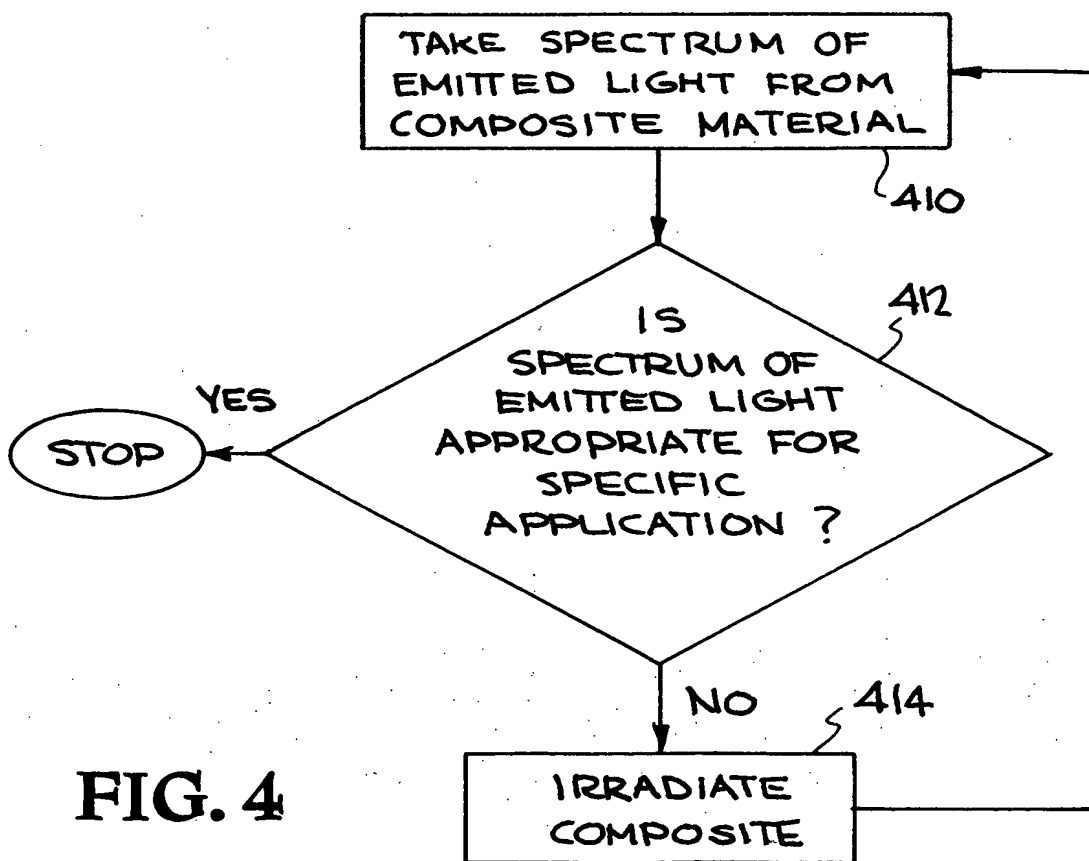 TAKE SPECTRUM OF
EMITTED LIGHT FROM
COMPOSITE MATERIAL
410
412
IS
SPECTRUM OF
EMITTED LIGHT
APPROPRIATE FOR
SPECIFIC
APPLICATION ?
YES
STOP
NO
414
IRRADIATE
COMPOSITE
FIG. 4